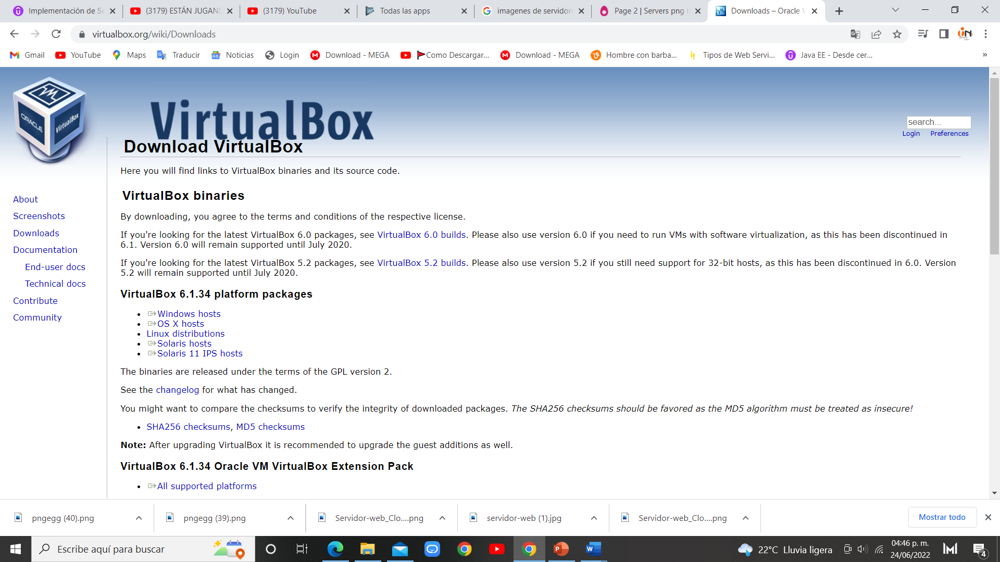 Implementación de Se
(3179) ESTÁN JUGAND
(3179) YouTube
Todas las apps
imagenes de servidore
Page 2 | Servers png i
Downloads – Oracle V
virtualbox.org/wiki/Downloads
Gmail
YouTube
Maps
Traducir
Noticias
Login
Download - MEGA
Como Descargar...
Download - MEGA
Hombre con barba...
Tipos de Web Servi...
Java EE - Desde cer...
»
ORACLE
VirtualBox
VirtualBox
search...
Login Preferences
Download VirtualBox
Here you will find links to VirtualBox binaries and its source code.
About
Screenshots
Downloads
Documentation
End-user docs
Technical docs
Contribute
Community
VirtualBox binaries
By downloading, you agree to the terms and conditions of the respective license.
If you're looking for the latest VirtualBox 6.0 packages, see VirtualBox 6.0 builds. Please also use version 6.0 if you need to run VMs with software virtualization, as this has been discontinued in
6.1. Version 6.0 will remain supported until July 2020.
If you're looking for the latest VirtualBox 5.2 packages, see VirtualBox 5.2 builds. Please also use version 5.2 if you still need support for 32-bit hosts, as this has been discontinued in 6.0. Version
5.2 will remain supported until July 2020.
VirtualBox 6.1.34 platform packages
Windows hosts
OS X hosts
Linux distributions
Solaris hosts
Solaris 11 IPS hosts
The binaries are released under the terms of the GPL version 2.
See the changelog for what has changed.
You might want to compare the checksums to verify the integrity of downloaded packages. The SHA256 checksums should be favored as the MD5 algorithm must be treated as insecure!
SHA256 checksums, MD5 checksums
Note: After upgrading VirtualBox it is recommended to upgrade the guest additions as well.
VirtualBox 6.1.34 Oracle VM VirtualBox Extension Pack
All supported platforms
pngegg (40).png
pngegg (39).png
Servidor-web_Clo....png
servidor-web (1).jpg
Servidor-web_Clo....png
Mostrar todo
Escribe aquí para buscar
22°C Lluvia ligera
04:46 p. m.
24/06/2022
4